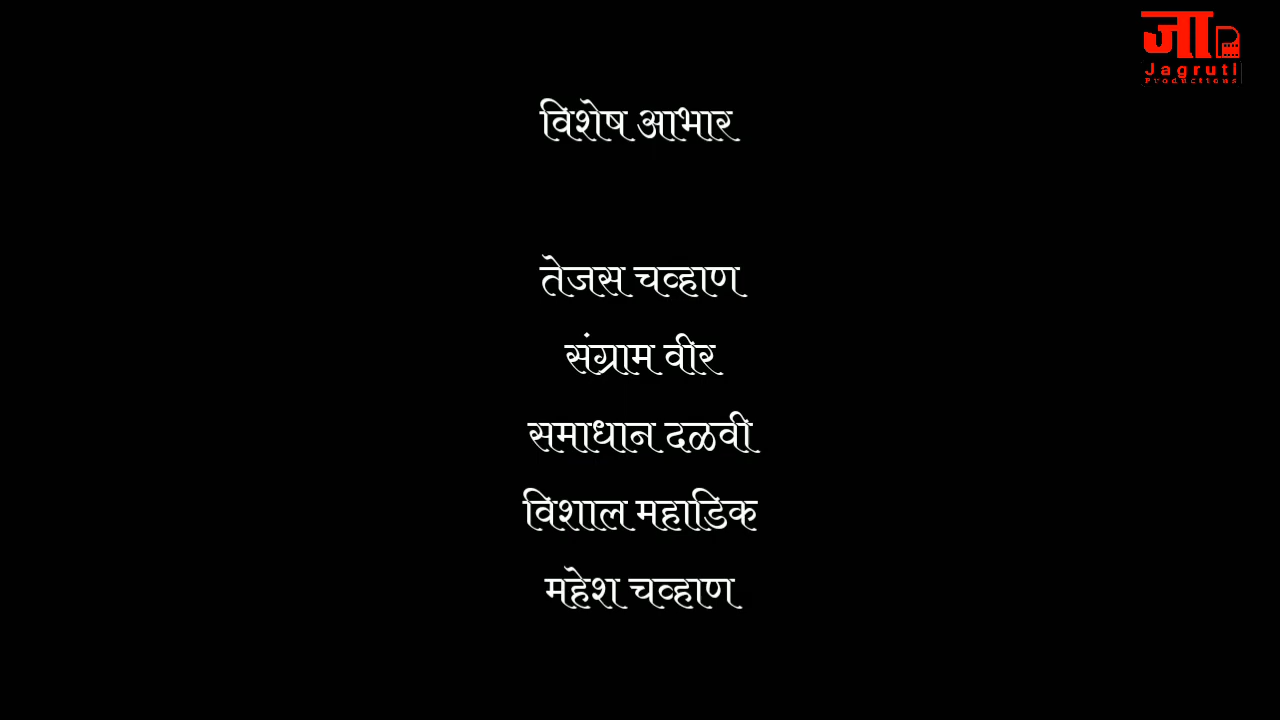 जा
Jagruti
Productions
विशेष आभार
तेजस चव्हाण
संग्राम वीर
समाधान दळवी
विशाल महाडिक
महेश चव्हाण